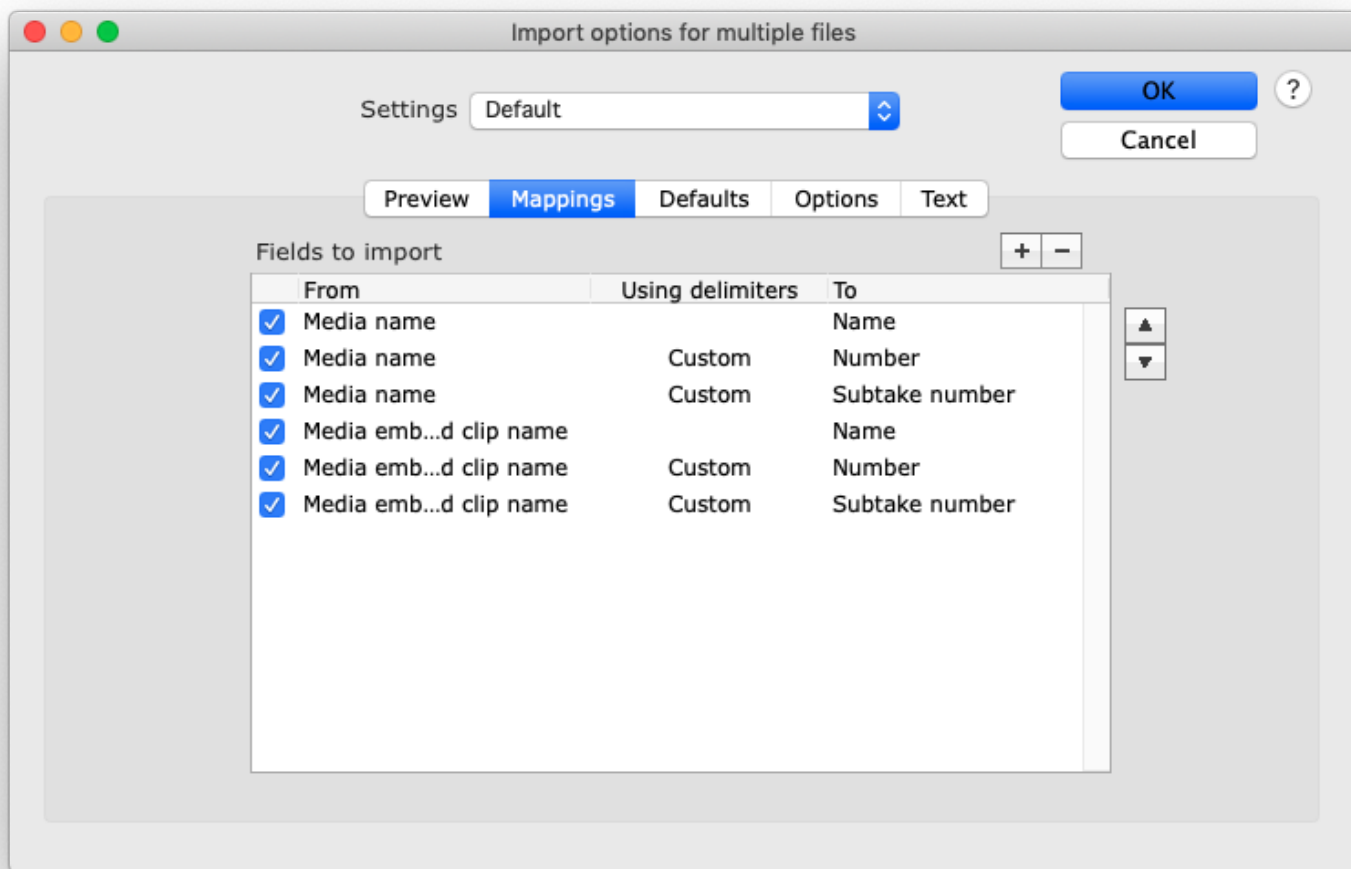 Import options for multiple files
Settings Default
OK
?
Cancel
Preview Mappings Defaults Options Text
Fields to import
+ −
From Using delimiters To
Media name Name
Media name Custom Number
Media name Custom Subtake number
Media emb...d clip name Name
Media emb...d clip name Custom Number
Media emb...d clip name Custom Subtake number